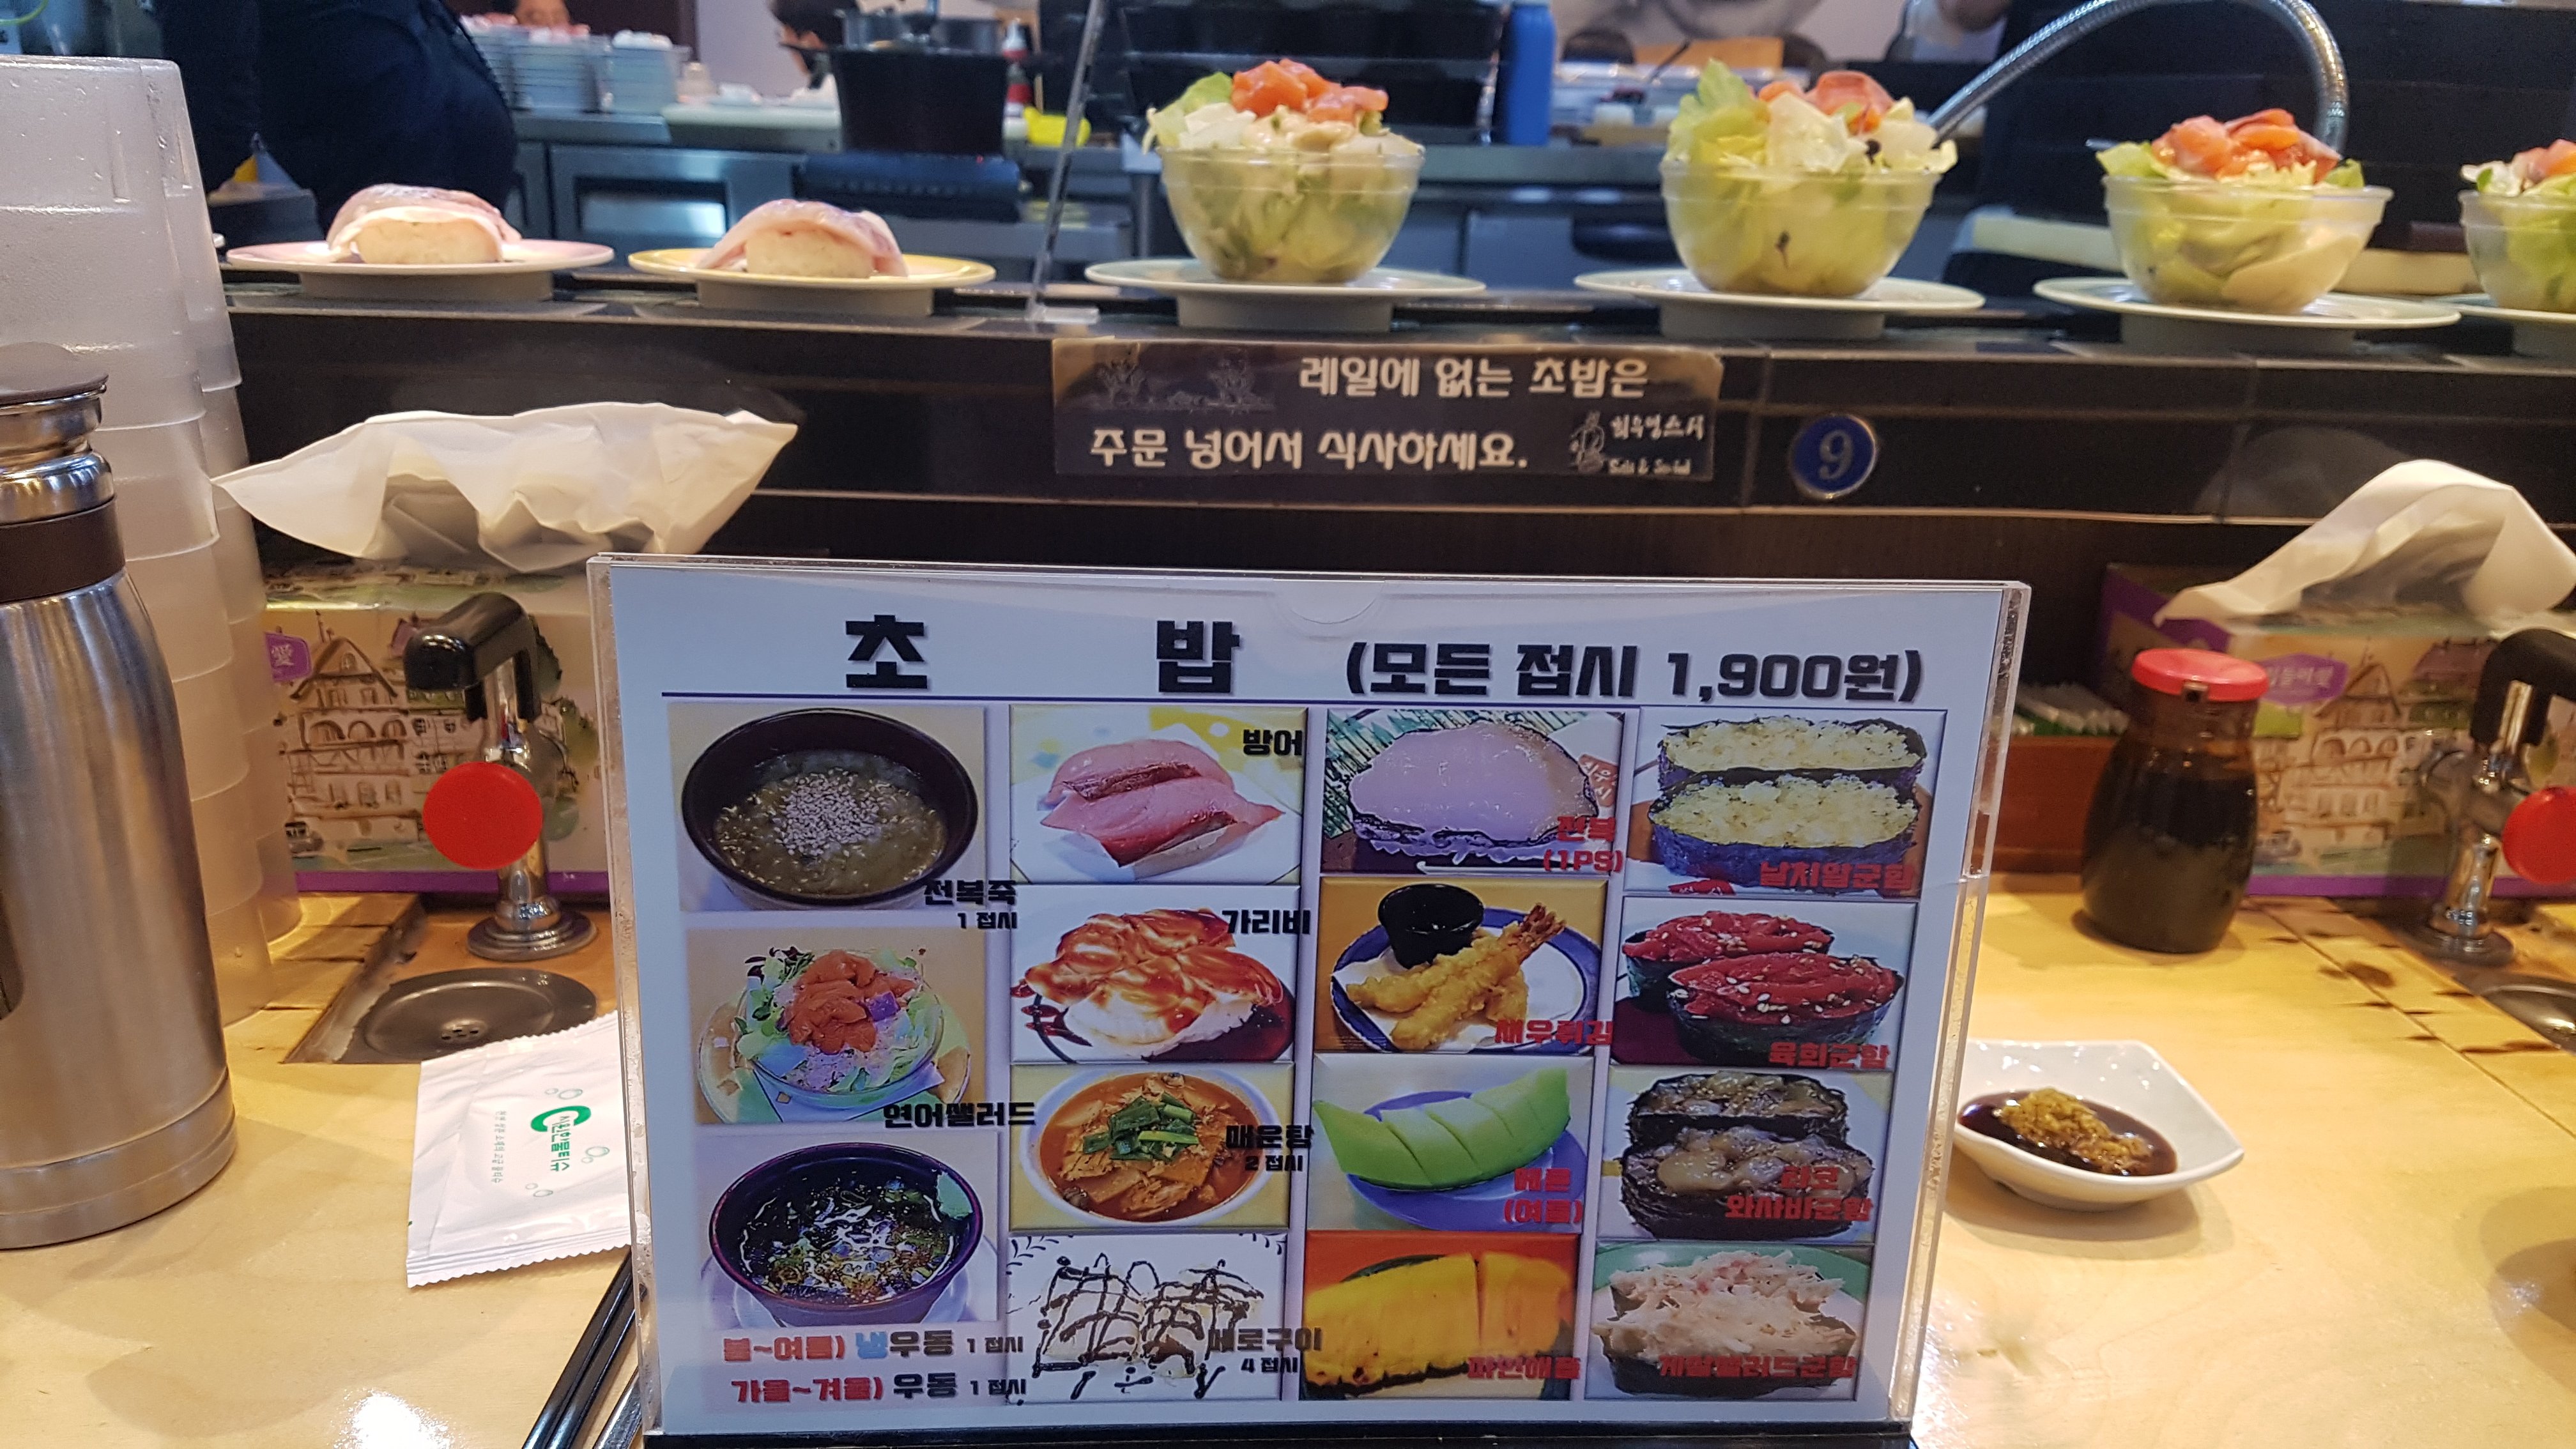 레일에 없는 초밥은
주문 넣어서 식사하세요.
9
초 밥 (모든 접시 1,900원)
전복죽
1 접시
방어
전복
(1PS)
날치알군함
연어샐러드
가리비
새우튀김
육회군함
매운탕
2 접시
메론
(여름)
와사비군함
봄~여름) 냉우동 1 접시
가을~겨울) 우동 1 접시
메로구이
4 접시
파인애플
게맛샐러드군함
愛
물티슈